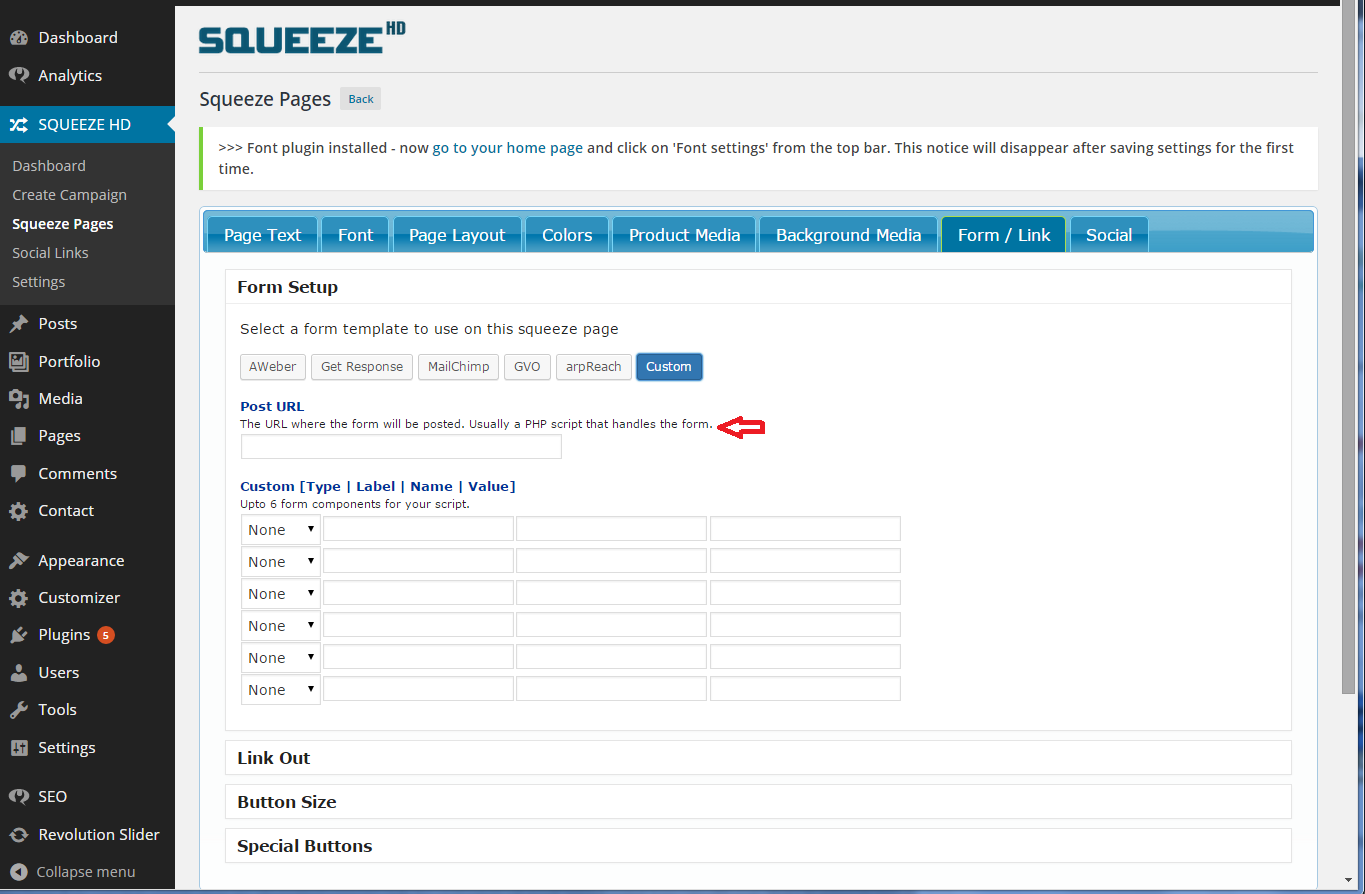 Dashboard
Analytics
SQUEEZE HD
Dashboard
Create Campaign
Squeeze Pages
Social Links
Settings
Posts
Portfolio
Media
Pages
Comments
Contact
Appearance
Customizer
Plugins 5
Users
Tools
Settings
SEO
Revolution Slider
Collapse menu
SQUEEZE HD
Squeeze Pages Back
>>> Font plugin installed - now go to your home page and click on 'Font settings' from the top bar. This notice will disappear after saving settings for the first
time.
Page Text Font Page Layout Colors Product Media Background Media Form / Link Social
Form Setup
Select a form template to use on this squeeze page
AWeber Get Response MailChimp GVO arpReach Custom
Post URL
The URL where the form will be posted. Usually a PHP script that handles the form.
Custom [Type | Label | Name | Value]
Upto 6 form components for your script.
None
None
None
None
None
None
Link Out
Button Size
Special Buttons